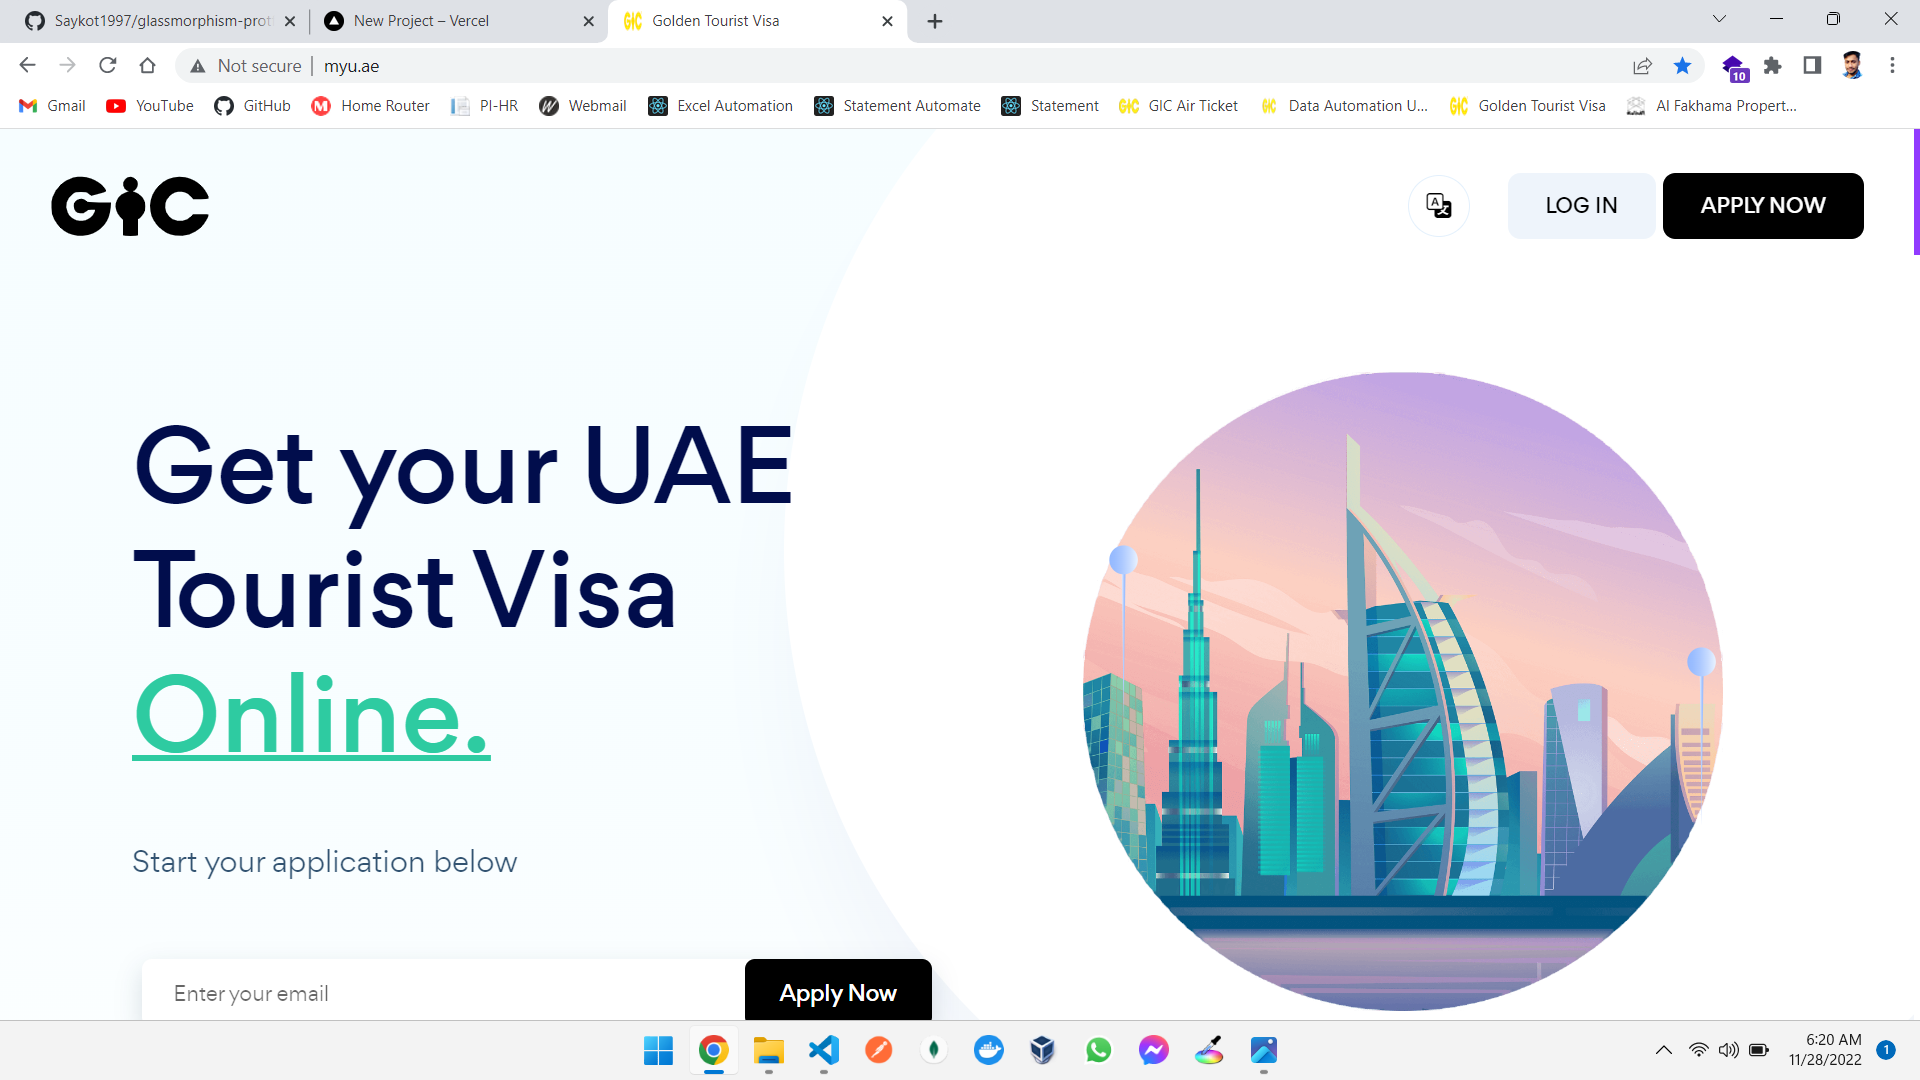 Saykot1997/glassmorphism-prot
New Project – Vercel
Golden Tourist Visa
Not secure
myu.ae
10
Gmail
YouTube
GitHub
Home Router
PI-HR
Webmail
Excel Automation
Statement Automate
Statement
GIC Air Ticket
Data Automation U...
Golden Tourist Visa
Al Fakhama Propert...
GiC
LOG IN
APPLY NOW
Get your UAE
Tourist Visa
Online.
Start your application below
Enter your email
Apply Now
6:20 AM
11/28/2022
1